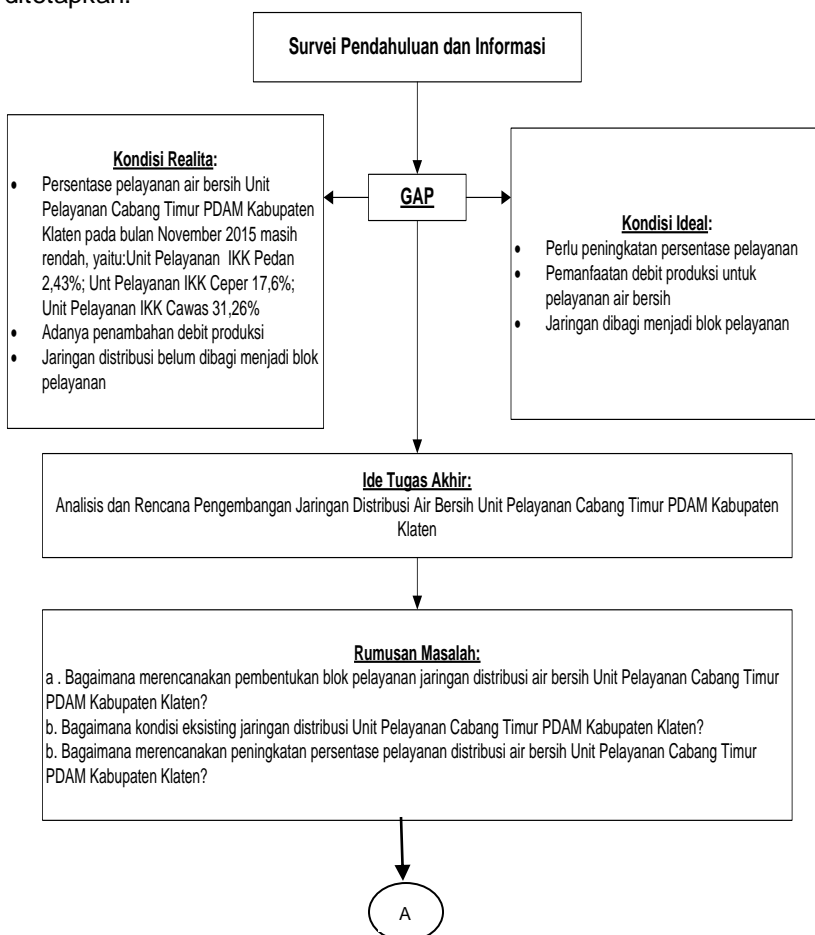 ditetapkan.
Survei Pendahuluan dan Informasi
Kondisi Realita:
• Persentase pelayanan air bersih Unit
Pelayanan Cabang Timur PDAM Kabupaten
Klaten pada bulan November 2015 masih
rendah, yaitu:Unit Pelayanan IKK Pedan
2,43%; Unt Pelayanan IKK Ceper 17,6%;
Unit Pelayanan IKK Cawas 31,26%
• Adanya penambahan debit produksi
• Jaringan distribusi belum dibagi menjadi blok
pelayanan
GAP
Kondisi Ideal:
• Perlu peningkatan persentase pelayanan
• Pemanfaatan debit produksi untuk
pelayanan air bersih
• Jaringan dibagi menjadi blok pelayanan
Ide Tugas Akhir:
Analisis dan Rencana Pengembangan Jaringan Distribusi Air Bersih Unit Pelayanan Cabang Timur PDAM Kabupaten
Klaten
Rumusan Masalah:
a . Bagaimana merencanakan pembentukan blok pelayanan jaringan distribusi air bersih Unit Pelayanan Cabang Timur
PDAM Kabupaten Klaten?
b. Bagaimana kondisi eksisting jaringan distribusi Unit Pelayanan Cabang Timur PDAM Kabupaten Klaten?
b. Bagaimana merencanakan peningkatan persentase pelayanan distribusi air bersih Unit Pelayanan Cabang Timur
PDAM Kabupaten Klaten?
A